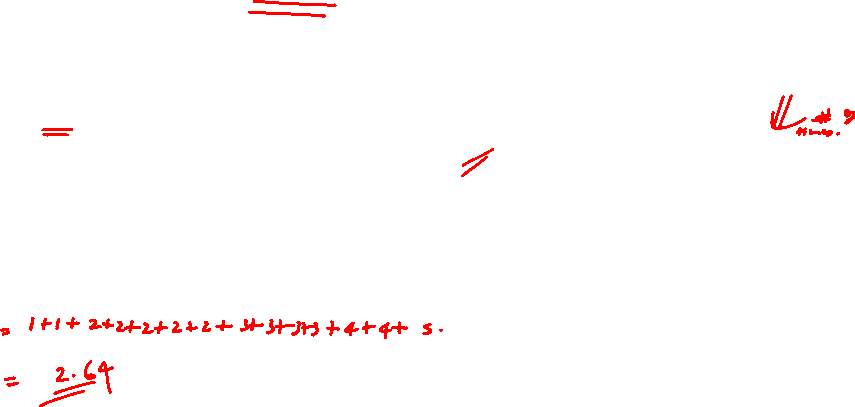 = 1+1+ 2+2+2+2+2+ 3+3+3+3+4+4+ 5.
= 2.64